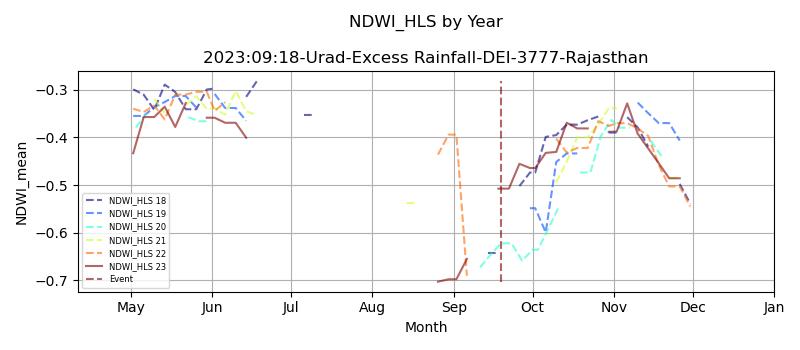 NDWI_HLS by Year
2023:09:18-Urad-Excess Rainfall-DEI-3777-Rajasthan
NDWI_mean
−0.3
−0.4
−0.5
−0.6
−0.7
NDWI_HLS 18
NDWI_HLS 19
NDWI_HLS 20
NDWI_HLS 21
NDWI_HLS 22
NDWI_HLS 23
Event
May Jun Jul Aug Sep Oct Nov Dec Jan
Month